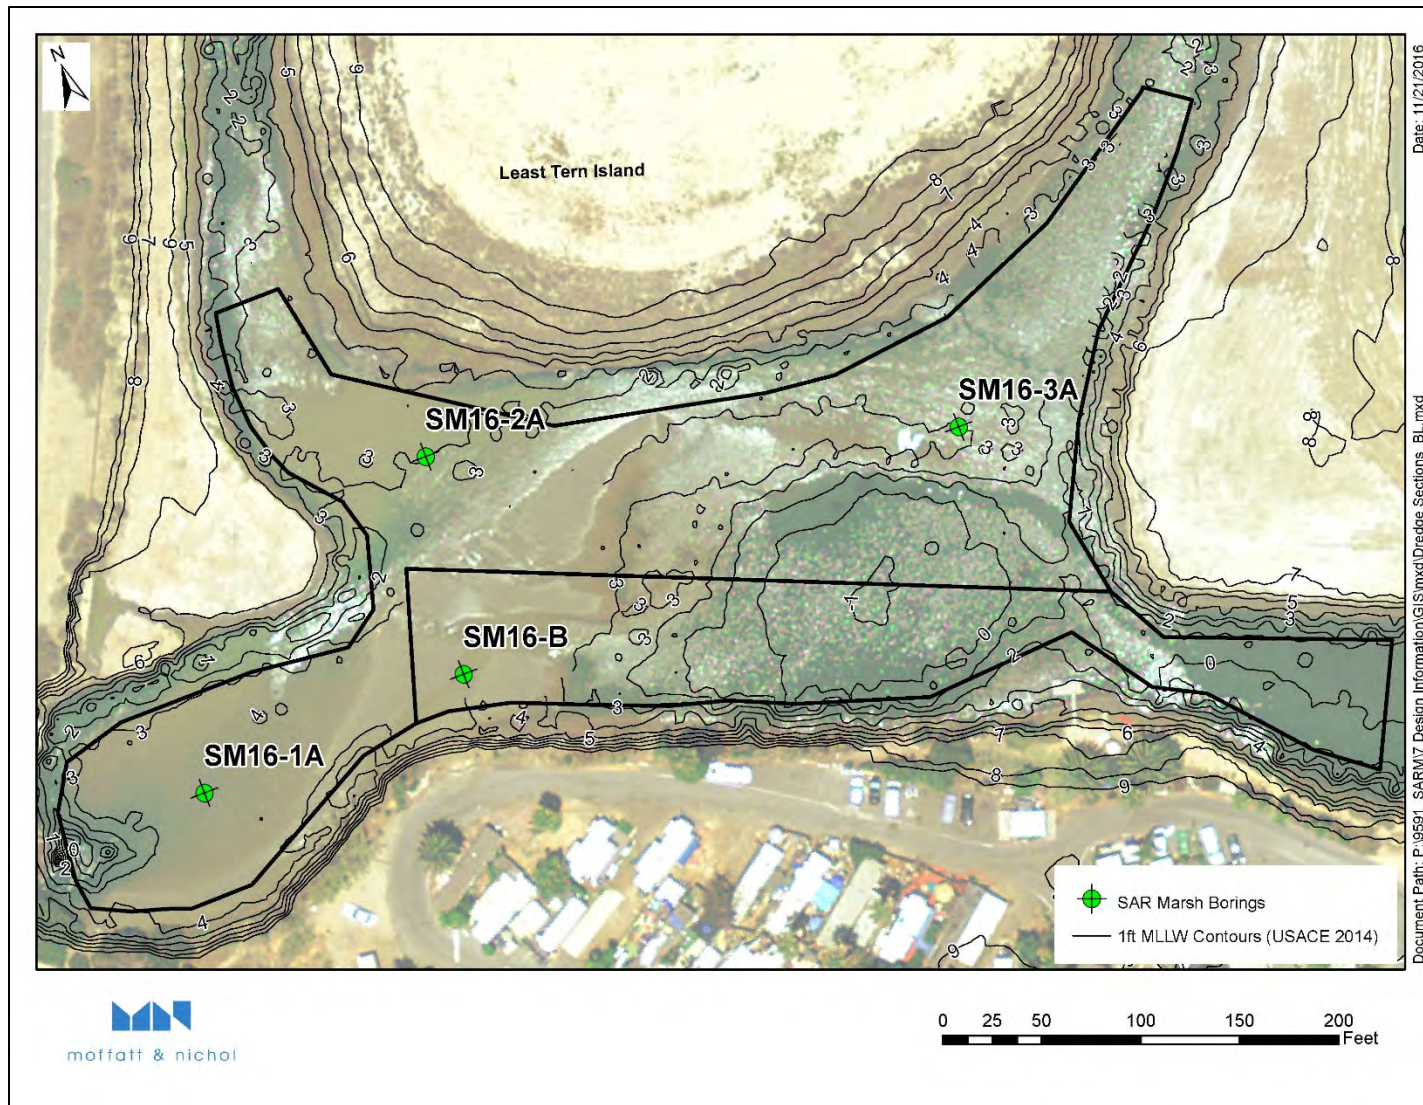 N
Least Tern Island
SM16-2A
SM16-3A
SM16-B
SM16-1A
SAR Marsh Borings
1ft MLLW Contours (USACE 2014)
moffatt & nichol
0 25 50 100 150 200
Feet
Date: 11/21/2016
Document Path: P:\9591_SARM\7 Design Information\GIS\mxd\Dredge Sections_BL.mxd